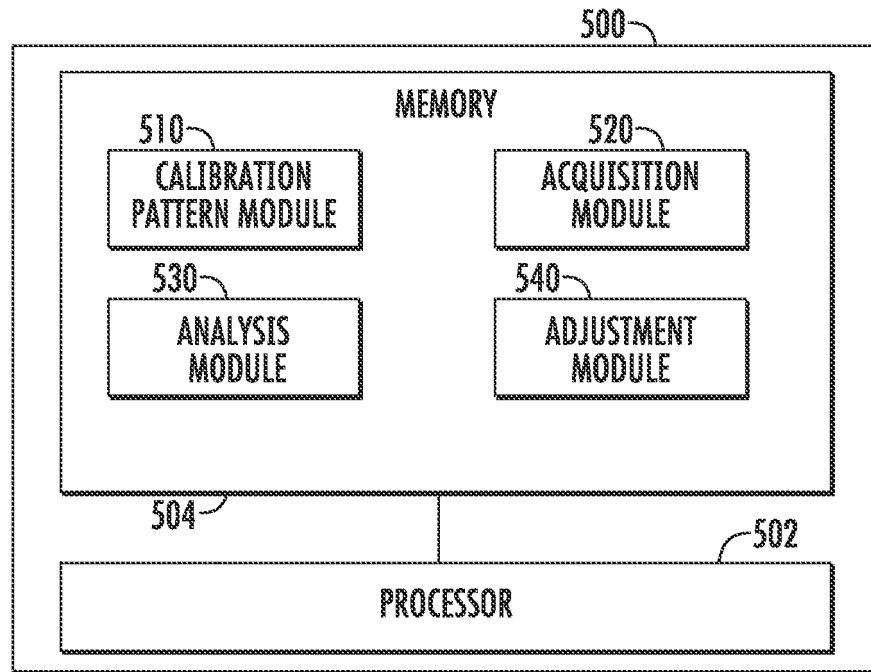 500
MEMORY
510
CALIBRATION
PATTERN MODULE
520
ACQUISITION
MODULE
530
ANALYSIS
MODULE
540
ADJUSTMENT
MODULE
504
502
PROCESSOR